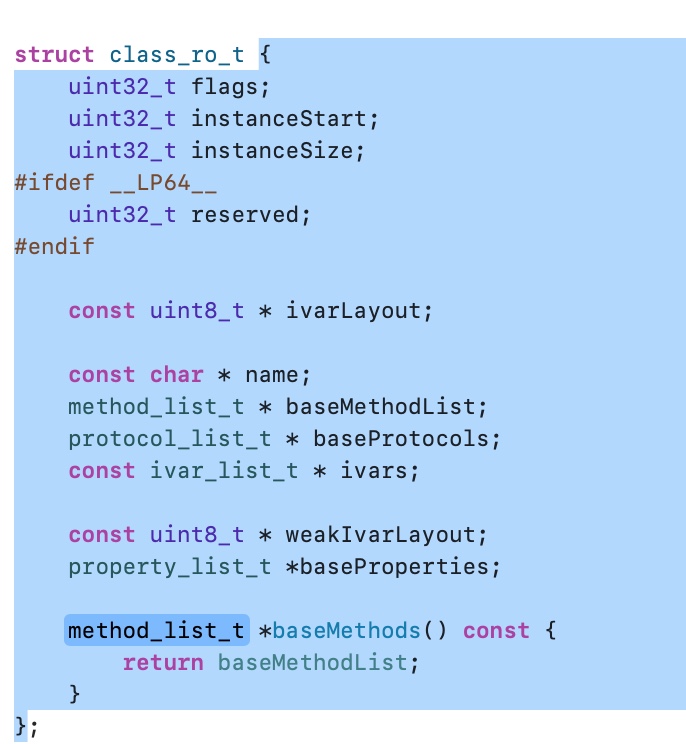 struct class_ro_t {
    uint32_t flags;
    uint32_t instanceStart;
    uint32_t instanceSize;
#ifdef __LP64__
    uint32_t reserved;
#endif

    const uint8_t * ivarLayout;

    const char * name;
    method_list_t * baseMethodList;
    protocol_list_t * baseProtocols;
    const ivar_list_t * ivars;

    const uint8_t * weakIvarLayout;
    property_list_t *baseProperties;

    method_list_t *baseMethods() const {
        return baseMethodList;
    }
};